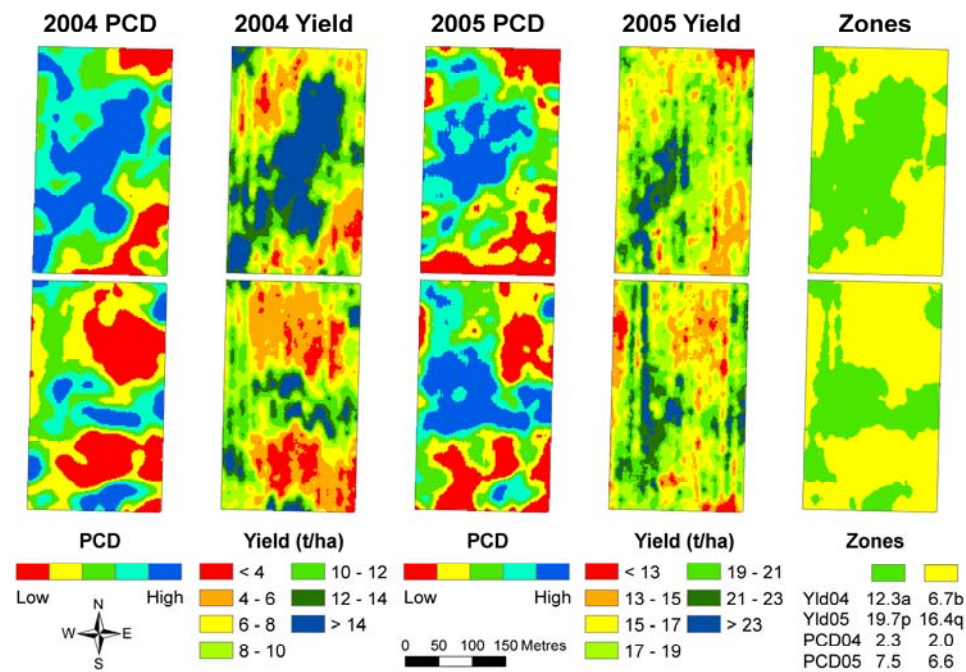 2004 PCD 2004 Yield 2005 PCD 2005 Yield Zones
PCD Yield (t/ha) PCD Yield (t/ha) Zones
Low High
< 4 10 - 12
4 - 6 12 - 14
6 - 8 > 14
8 - 10
N
W E
S
Low High
0 50 100 150 Metres
< 13 19 - 21
13 - 15 21 - 23
15 - 17 > 23
17 - 19
Yld04 12.3a 6.7b
Yld05 19.7p 16.4q
PCD04 2.3 2.0
PCD05 7.5 6.6